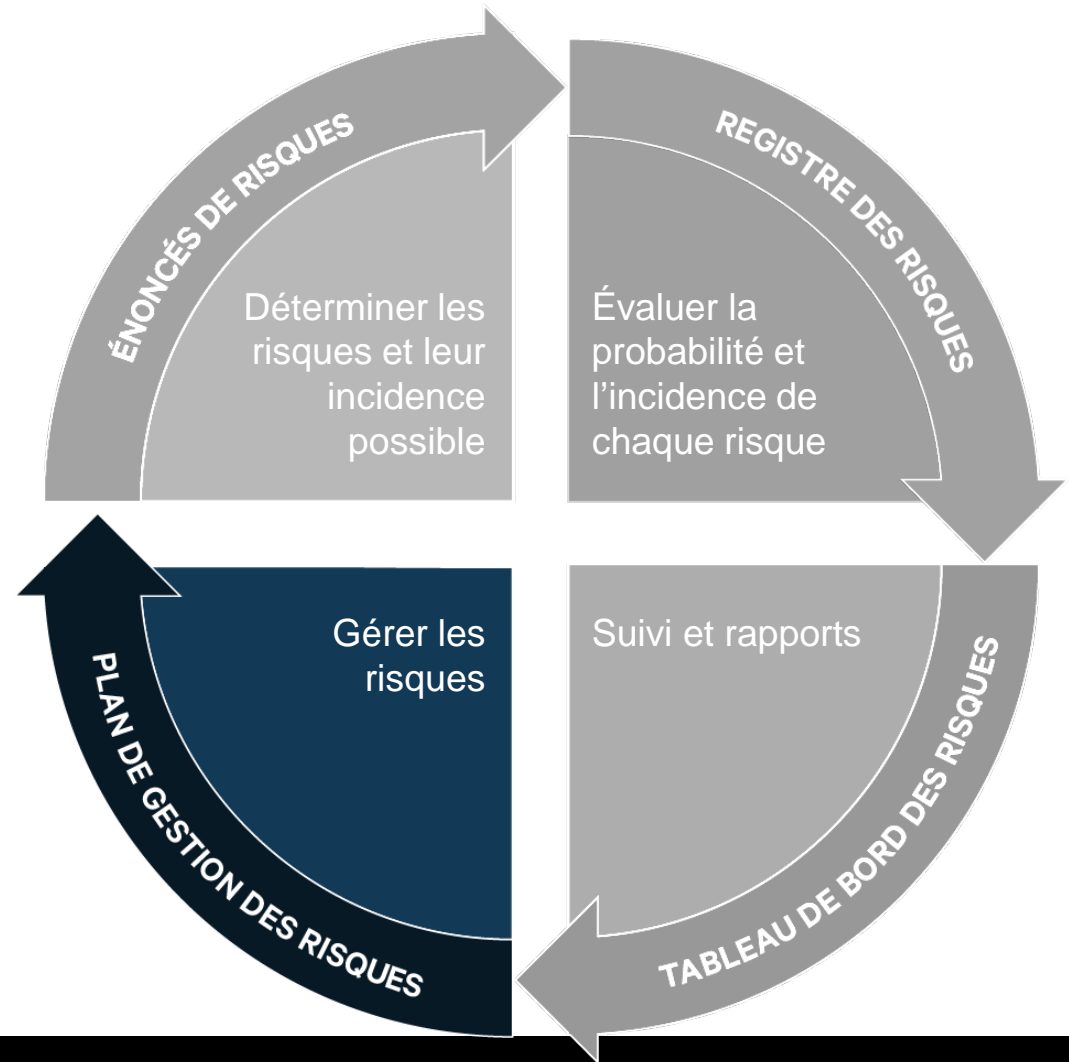 ÉNONCÉS DE RISQUES
Déterminer les
risques et leur
incidence
possible
REGISTRE DES RISQUES
Évaluer la
probabilité et
l’incidence de
chaque risque
TABLEAU DE BORD DES RISQUES
Suivi et rapports
PLAN DE GESTION DES RISQUES
Gérer les
risques